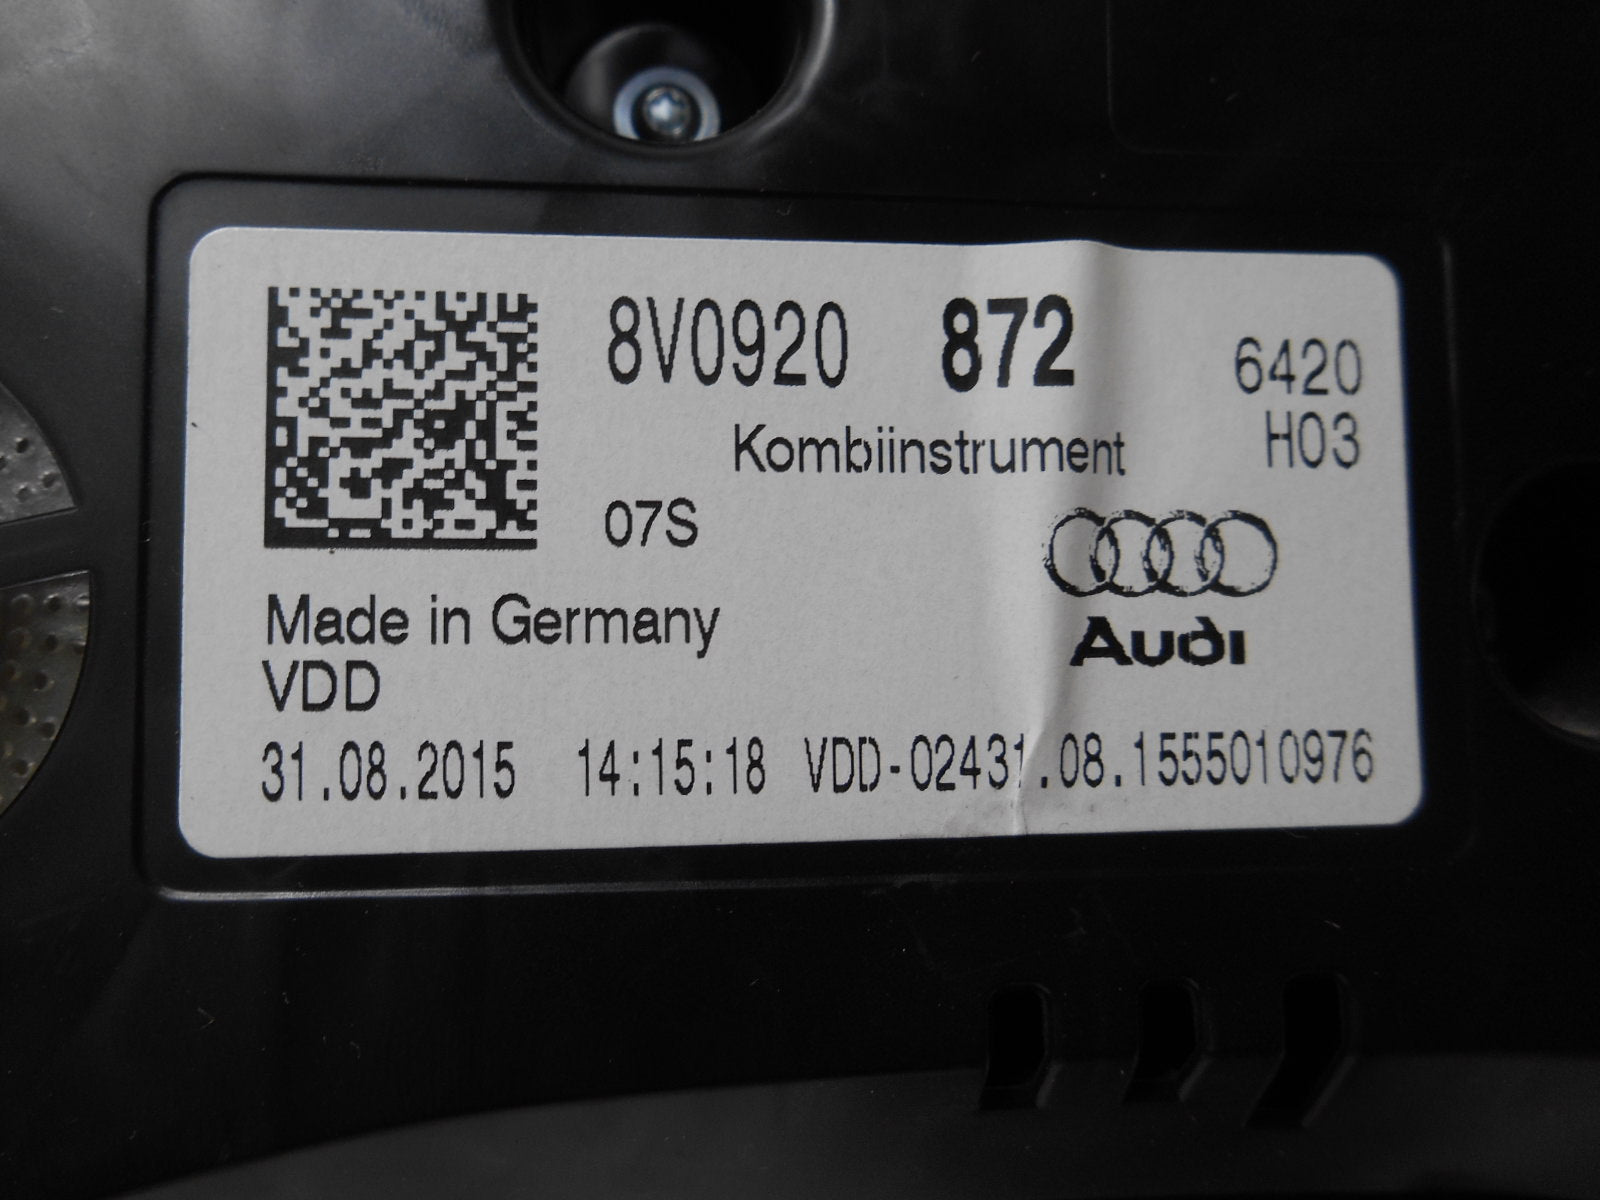 8V0920 872 6420
Kombiinstrument H03
07S
Audi
Made in Germany
VDD
31.08.2015 14:15:18 VDD-02431.08.1555010976